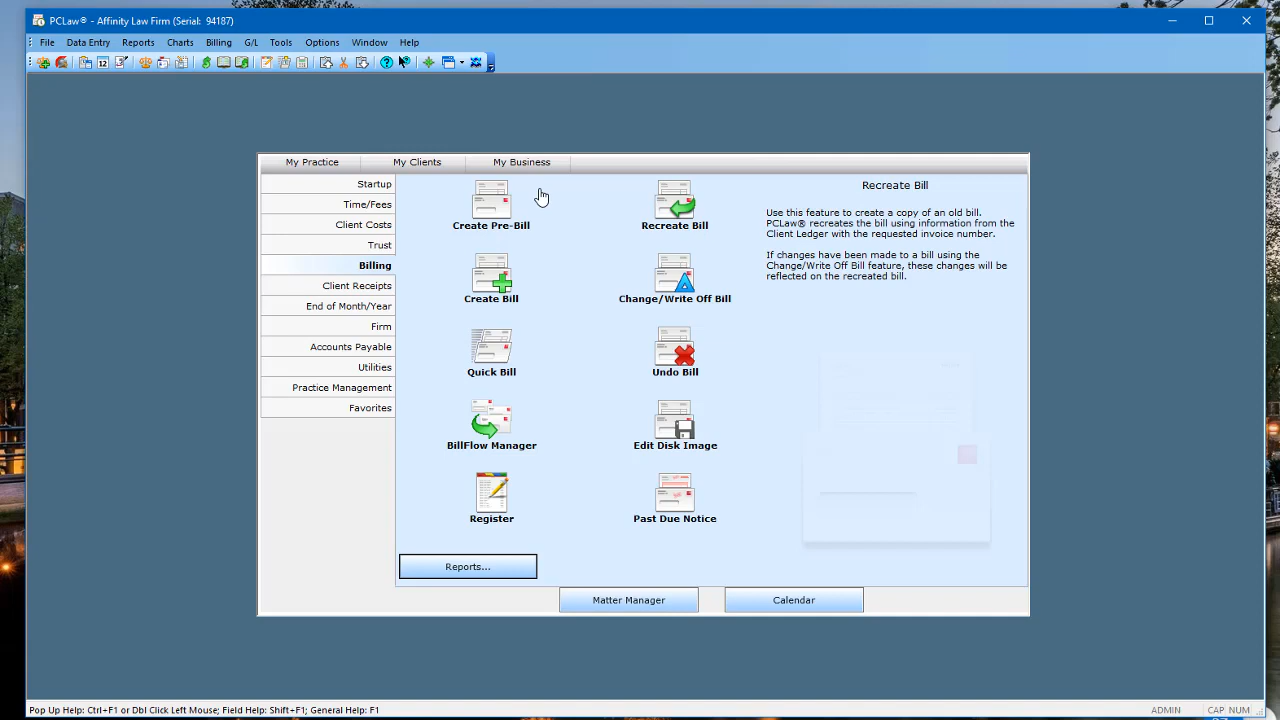 PCLaw® - Affinity Law Firm (Serial: 94187)
File Data Entry Reports Charts Billing G/L Tools Options Window Help
12
My Practice My Clients My Business
Startup
Time/Fees
Client Costs
Trust
Billing
Client Receipts
End of Month/Year
Firm
Accounts Payable
Utilities
Practice Management
Favorites
Create Pre-Bill
Recreate Bill
Create Bill
Change/Write Off Bill
Quick Bill
Undo Bill
BillFlow Manager
Edit Disk Image
Register
Past Due Notice
Reports...
Recreate Bill
Use this feature to create a copy of an old bill.
PCLaw® recreates the bill using information from the
Client Ledger with the requested invoice number.
If changes have been made to a bill using the
Change/Write Off Bill feature, these changes will be
reflected on the recreated bill.
Matter Manager
Calendar
Pop Up Help: Ctrl+F1 or Dbl Click Left Mouse; Field Help: Shift+F1; General Help: F1
ADMIN CAP NUM